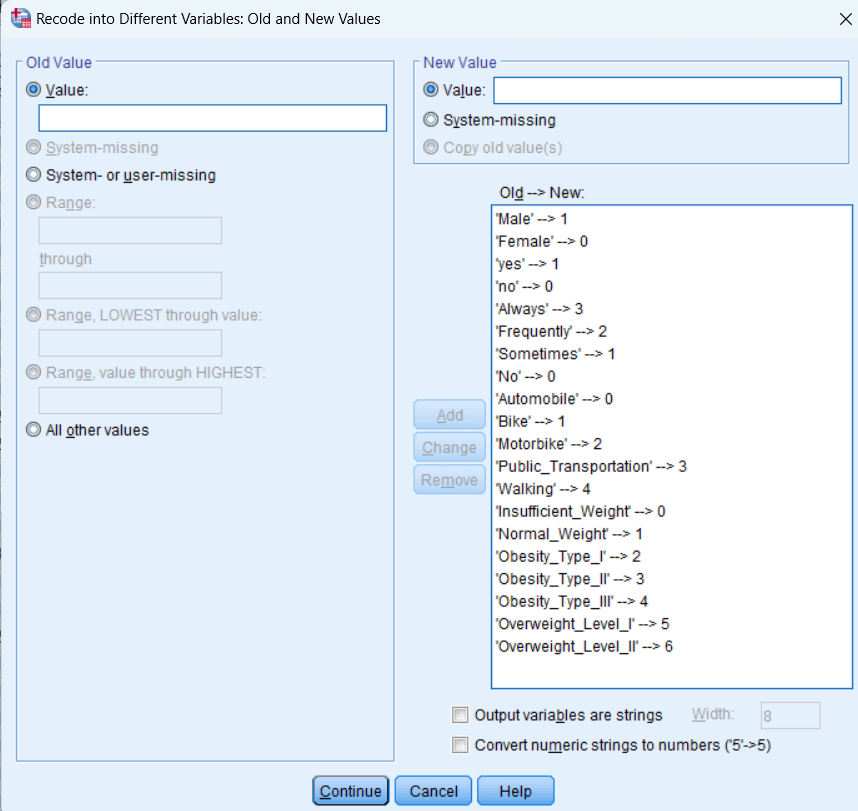 Recode into Different Variables: Old and New Values
Old Value
Value:
System-missing
System- or user-missing
Range:
through
Range, LOWEST through value:
Range, value through HIGHEST:
All other values
New Value
Value:
System-missing
Copy old value(s)
Old --> New:
'Male' --> 1
'Female' --> 0
'yes' --> 1
'no' --> 0
'Always' --> 3
'Frequently' --> 2
'Sometimes' --> 1
'No' --> 0
'Automobile' --> 0
'Bike' --> 1
'Motorbike' --> 2
'Public_Transportation' --> 3
'Walking' --> 4
'Insufficient_Weight' --> 0
'Normal_Weight' --> 1
'Obesity_Type_I' --> 2
'Obesity_Type_II' --> 3
'Obesity_Type_III' --> 4
'Overweight_Level_I' --> 5
'Overweight_Level_II' --> 6
Add
Change
Remove
Output variables are strings Width: 8
Convert numeric strings to numbers ('5'->5)
Continue Cancel Help